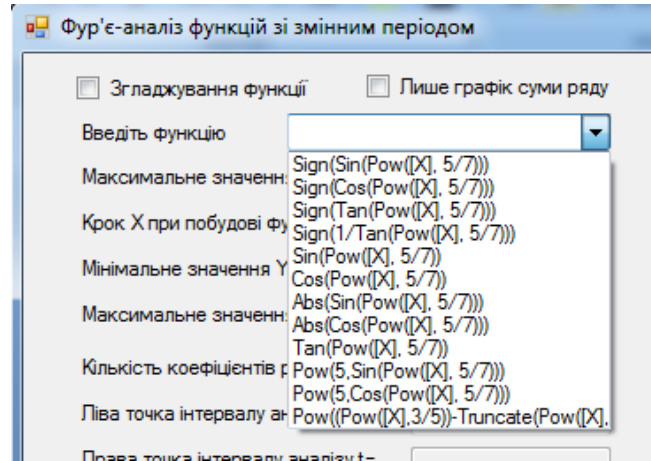 Фур'є-аналіз функцій зі змінним періодом
Згладжування функції Лише графік суми ряду
Введіть функцію
Sign(Sin(Pow([X], 5/7)))
Максимальне значенн
Sign(Cos(Pow([X], 5/7)))
Sign(Tan(Pow([X], 5/7)))
Крок X при побудові фу
Sign(1/Tan(Pow([X], 5/7)))
Sin(Pow([X], 5/7))
Мінімальне значення Y
Cos(Pow([X], 5/7))
Abs(Sin(Pow([X], 5/7)))
Максимальне значенн
Abs(Cos(Pow([X], 5/7)))
Tan(Pow([X], 5/7))
Кількість коефіцієнтів р
Pow(5,Sin(Pow([X], 5/7)))
Pow(5,Cos(Pow([X], 5/7)))
Ліва точка інтервалу ан
Pow((Pow([X],3/5))-Truncate(Pow([X],
Права точка інтервалу аналізу t=